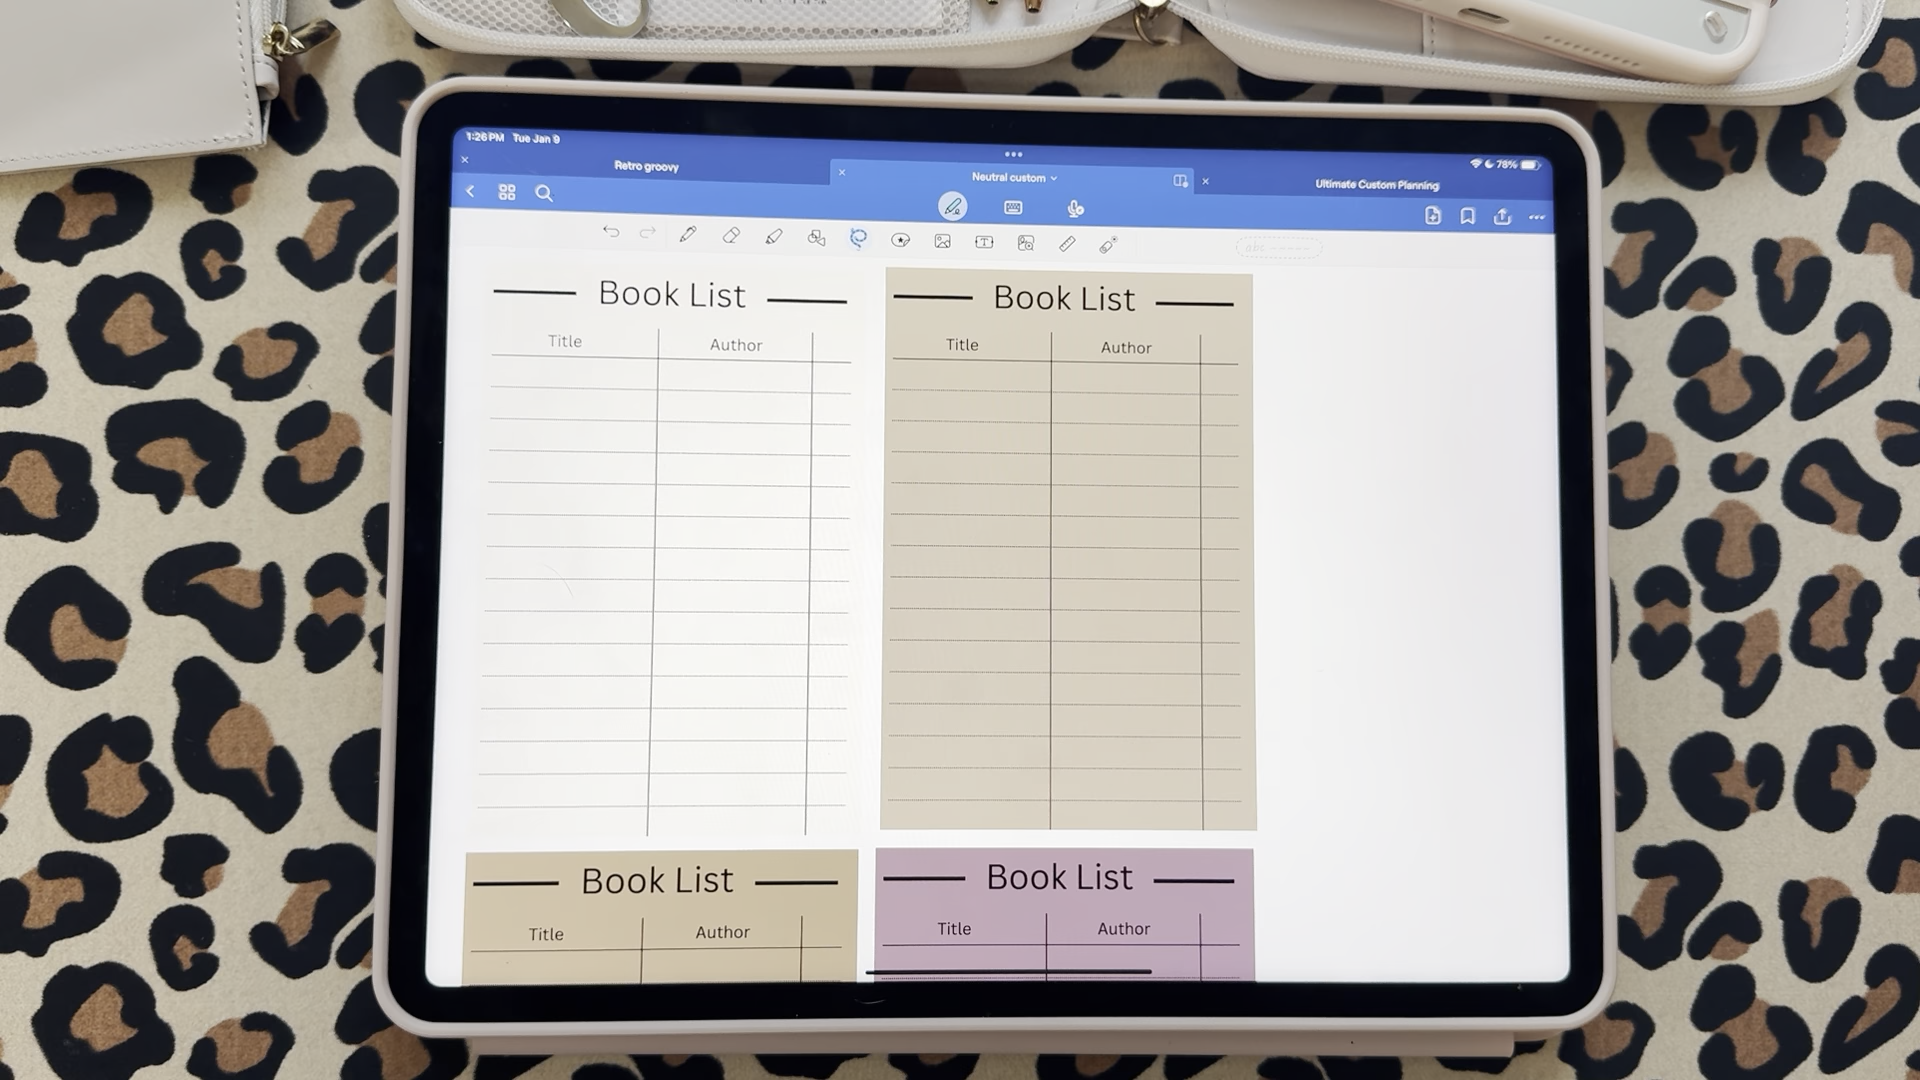 1:26 PM Tue Jan 9
78%
Retro groovy
Neutral custom
Ultimate Custom Planning
abc
Book List
Title Author
Book List
Title Author
Book List
Title Author
Book List
Title Author